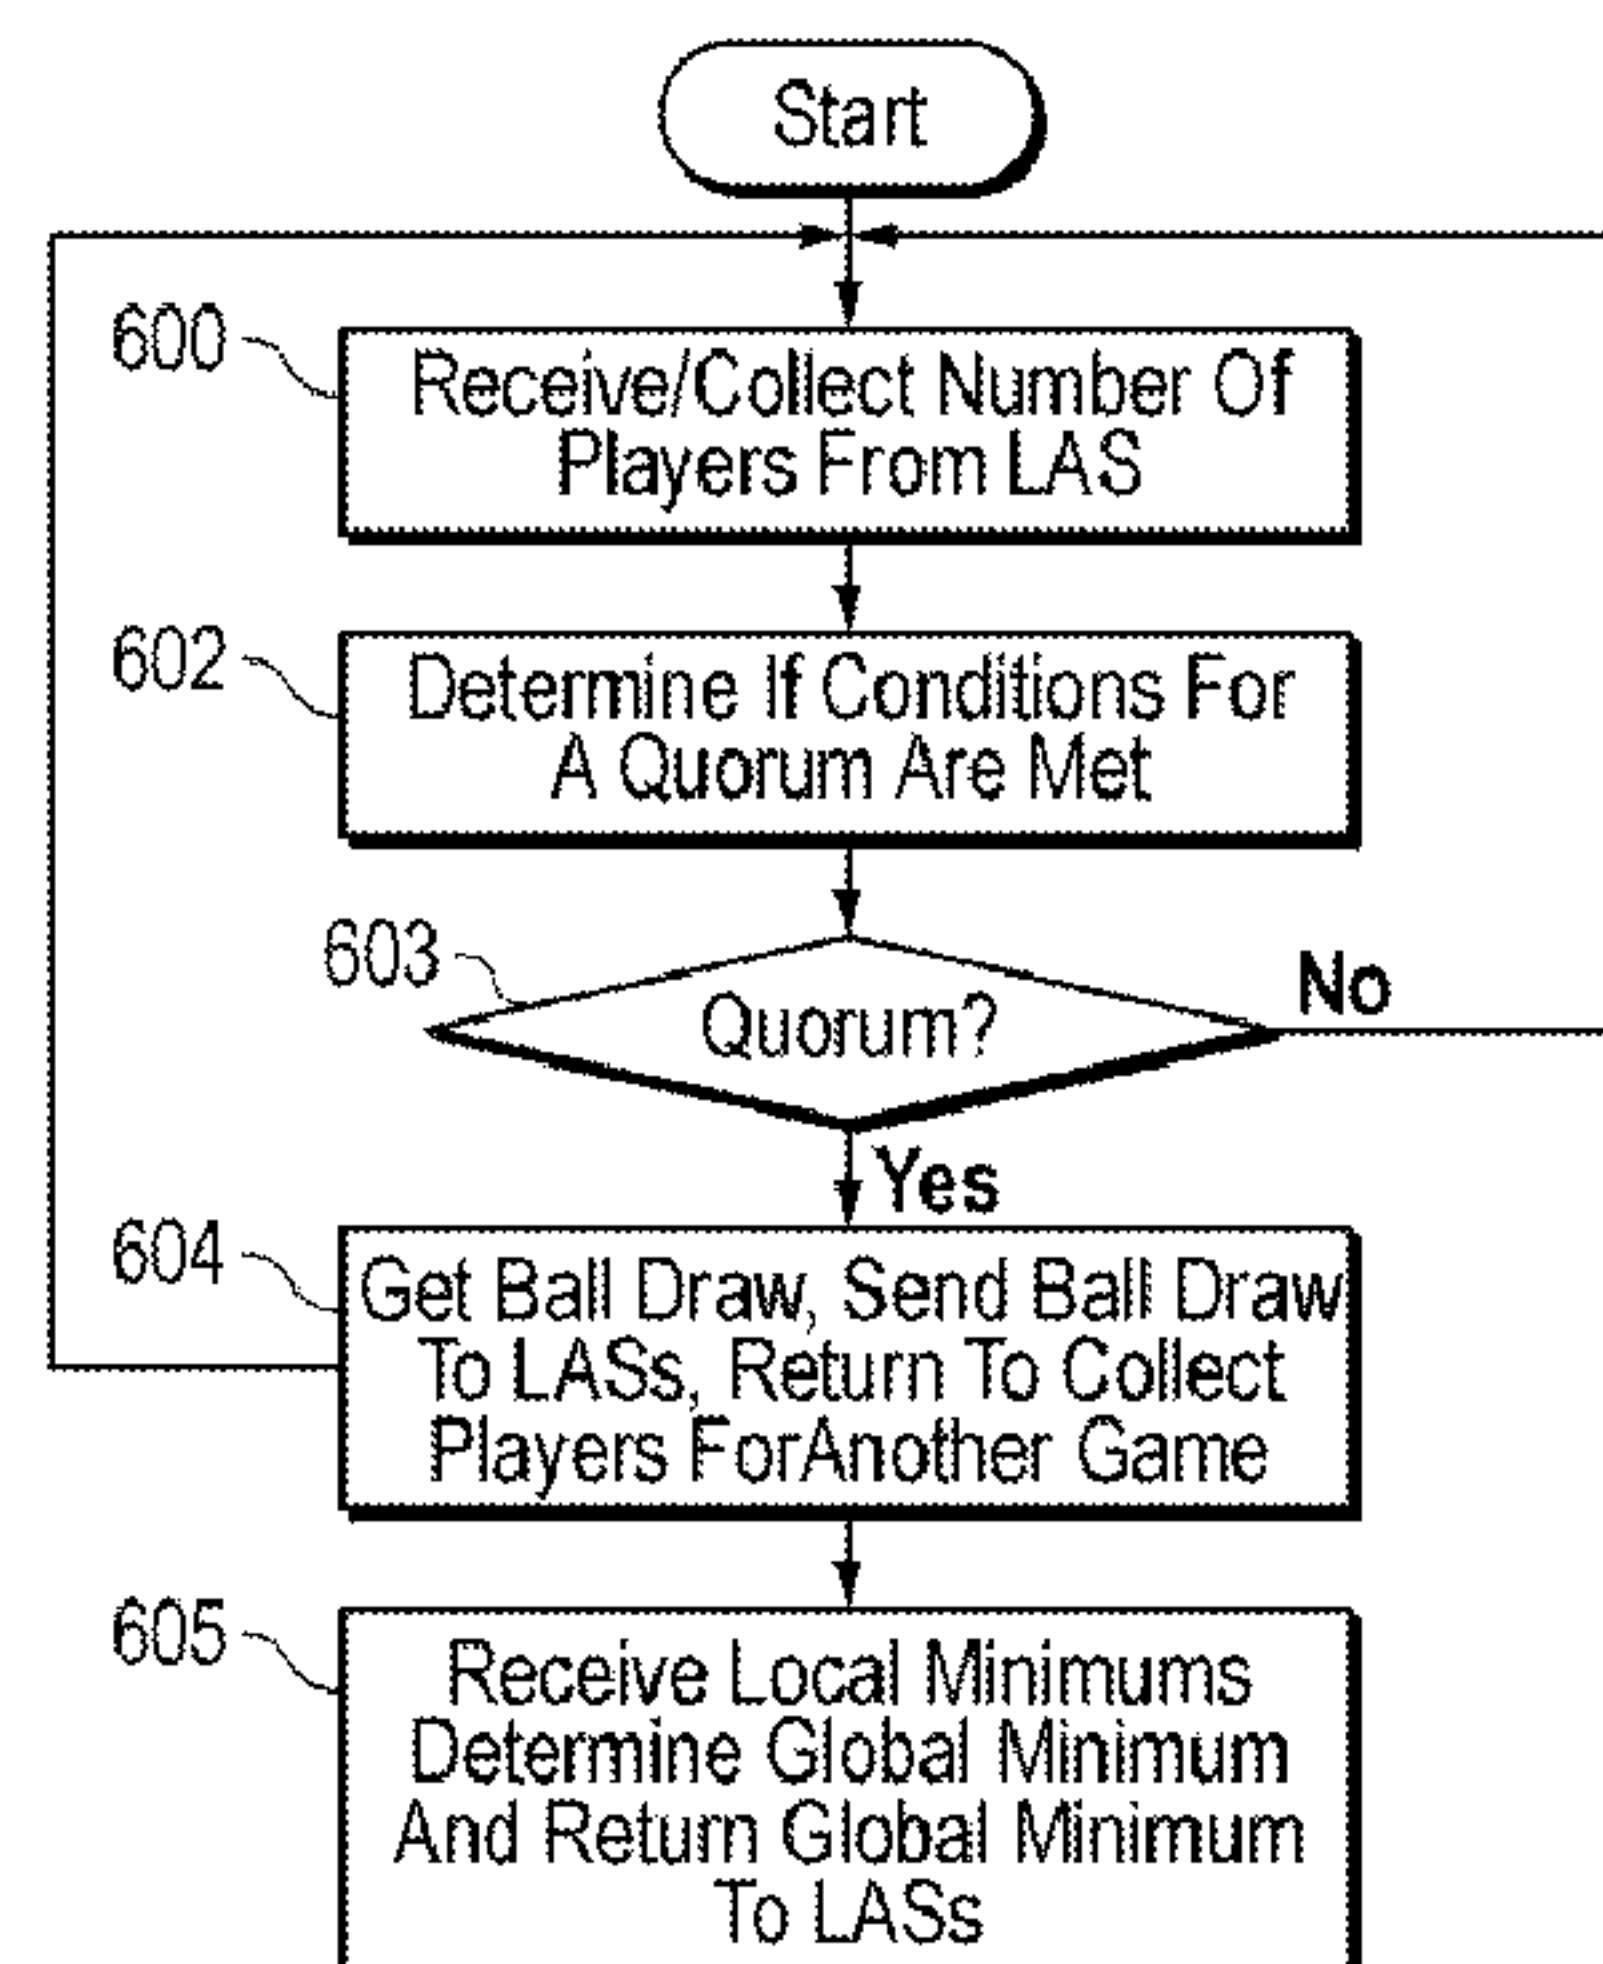 Start
600
Receive/Collect Number Of
Players From LAS
602
Determine If Conditions For
A Quorum Are Met
603
Quorum?
No
Yes
604
Get Ball Draw, Send Ball Draw
To LASs, Return To Collect
Players ForAnother Game
605
Receive Local Minimums
Determine Global Minimum
And Return Global Minimum
To LASs